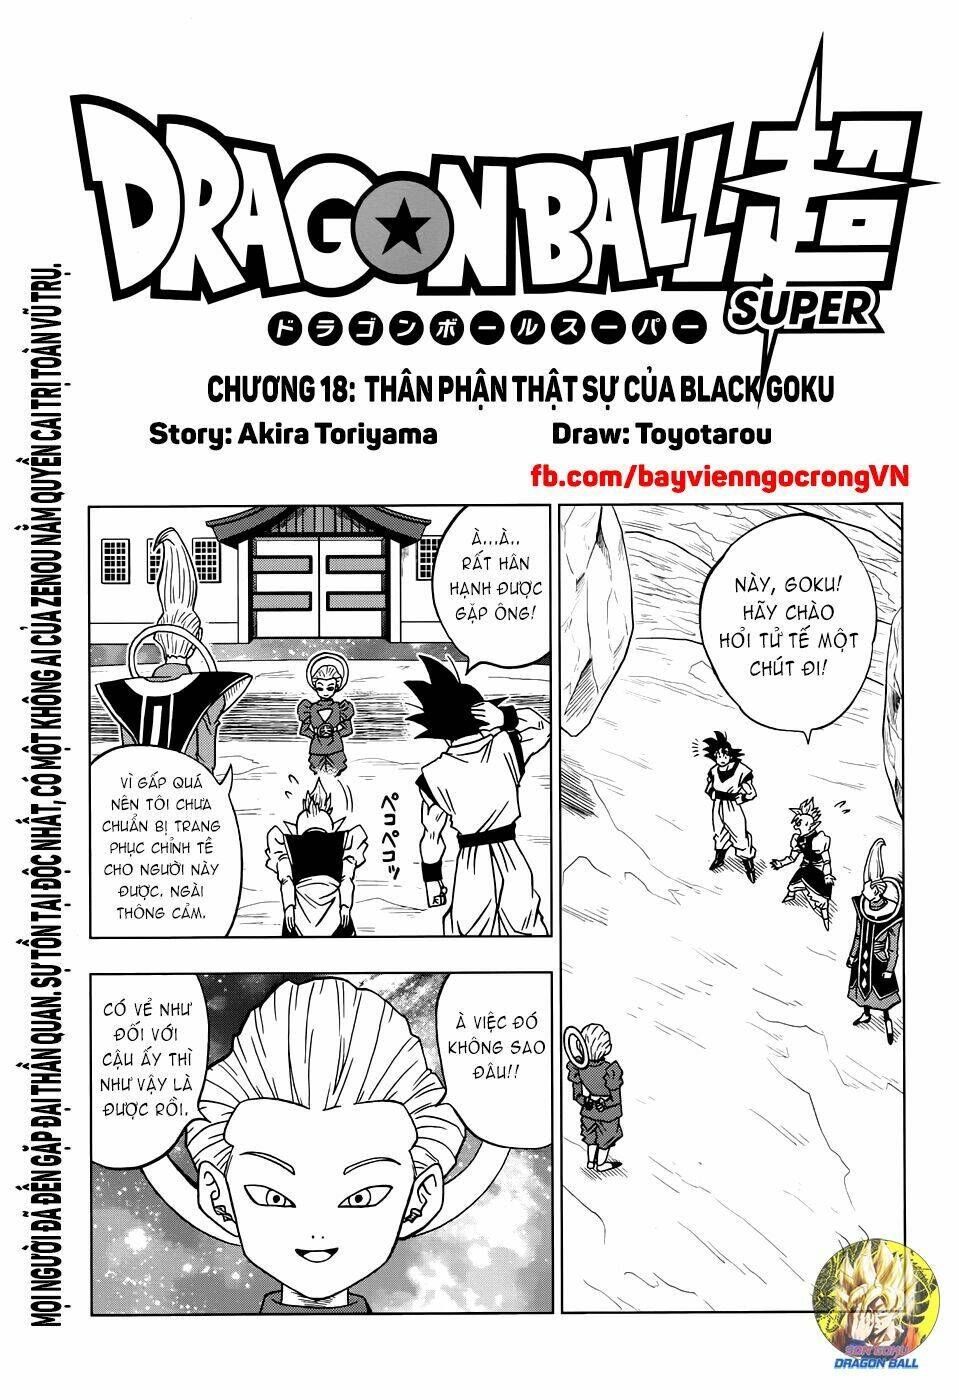 DRAGON BALL 超
SUPER
ドラゴンボールスーパー
CHƯƠNG 18: THÂN PHẬN THẬT SỰ CỦA BLACK GOKU
Story: Akira Toriyama
Draw: Toyotarou
fb.com/bayvienngocrongVN
MỌI NGƯỜI ĐÃ ĐẾN GẶP ĐẠI THẦN QUAN. SỰ TỒN TẠI ĐỘC NHẤT, CÓ MỘT KHÔNG AI CỦA ZENOU NẮM QUYỀN CAI TRỊ TOÀN VŨ TRỤ.
NÀY, GOKU!
HÃY CHÀO
HỎI TỬ TẾ MỘT
CHÚT ĐI!
À...À..
RẤT HÂN
HẠNH ĐƯỢC
GẶP ÔNG!
VÌ GẤP QUÁ
NÊN TÔI CHƯA
CHUẨN BỊ TRANG
PHỤC CHỈNH TỀ
CHO NGƯỜI NÀY
ĐƯỢC. NGÀI
THÔNG CẢM.
ペコペコッ
À VIỆC ĐÓ
KHÔNG SAO
ĐÂU!!
CÓ VẺ NHƯ
ĐỐI VỚI
CẬU ẤY THÌ
NHƯ VẬY LÀ
ĐƯỢC RỒI.
SON GOKU
DRAGON BALL